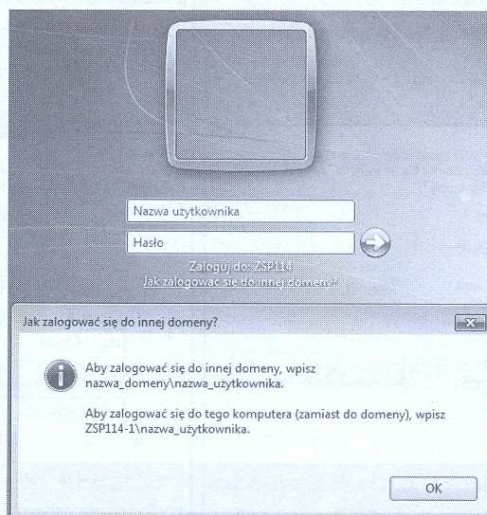 Nazwa użytkownika
Hasło
Zaloguj do: ZSP114
Jak zalogować się do innej domeny?
Jak zalogować się do innej domeny?
Aby zalogować się do innej domeny, wpisz
nazwa_domeny\nazwa_użytkownika.
Aby zalogować się do tego komputera (zamiast do domeny), wpisz
ZSP114-1\nazwa_użytkownika.
OK